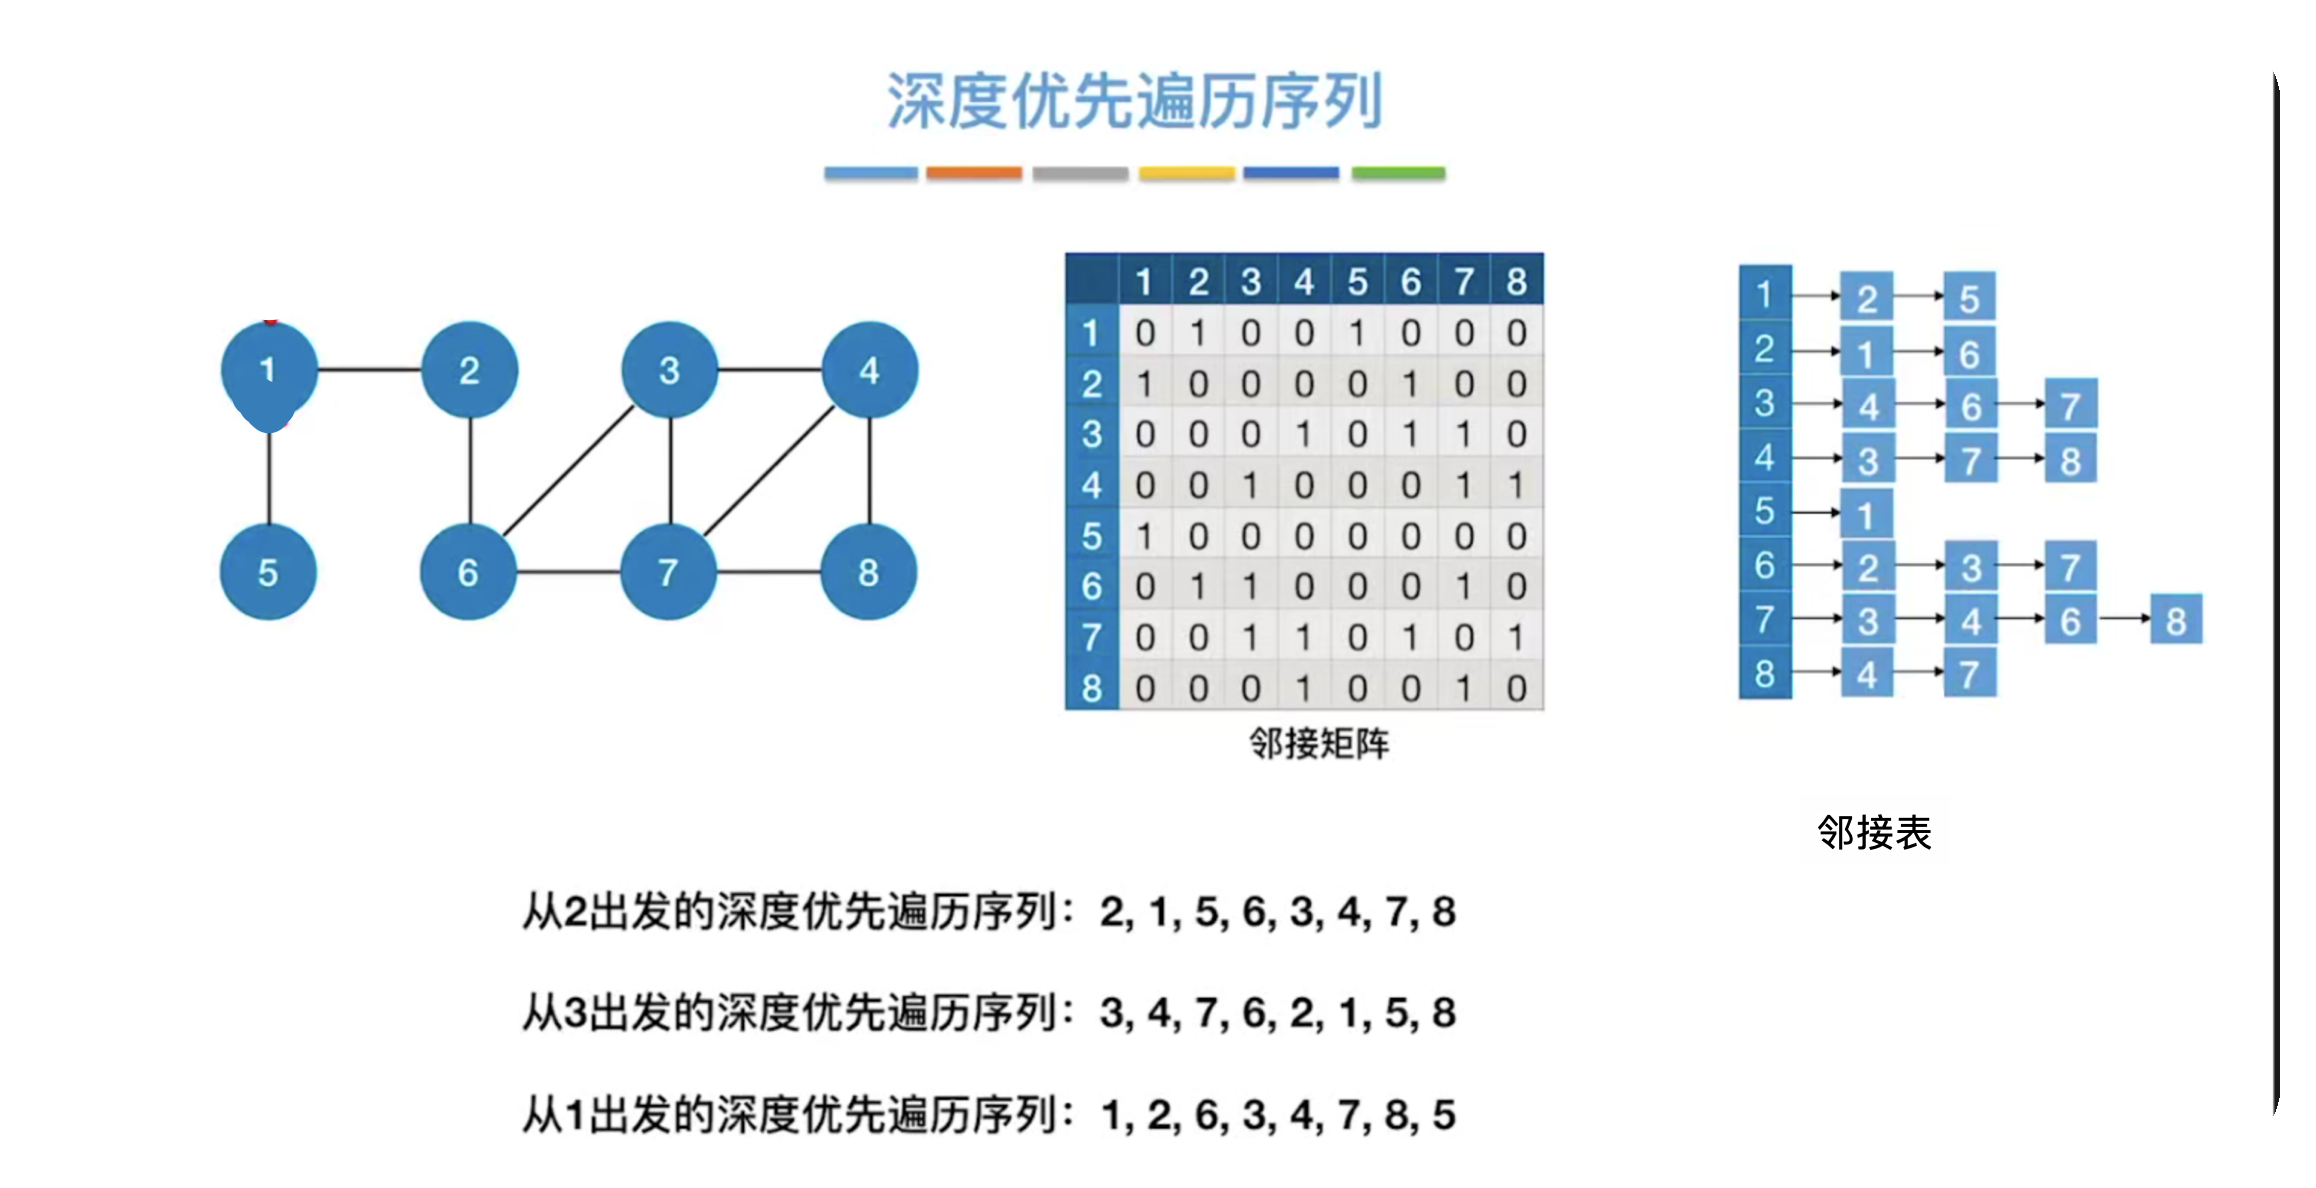 深度优先遍历序列
1 2 3 4
5 6 7 8
1 2 3 4 5 6 7 8
1 0 1 0 0 1 0 0 0
2 1 0 0 0 0 1 0 0
3 0 0 0 1 0 1 1 0
4 0 0 1 0 0 0 1 1
5 1 0 0 0 0 0 0 0
6 0 1 1 0 0 0 1 0
7 0 0 1 1 0 1 0 1
8 0 0 0 1 0 0 1 0
邻接矩阵
1 2 5
2 1 6
3 4 6 7
4 3 7 8
5 1
6 2 3 7
7 3 4 6 8
8 4 7
邻接表
从2出发的深度优先遍历序列：2, 1, 5, 6, 3, 4, 7, 8
从3出发的深度优先遍历序列：3, 4, 7, 6, 2, 1, 5, 8
从1出发的深度优先遍历序列：1, 2, 6, 3, 4, 7, 8, 5